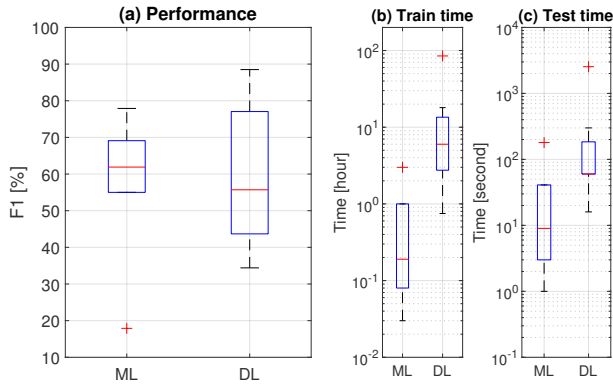 (a) Performance
F1 [%]
100
90
80
70
60
50
40
30
20
10
ML
DL
(b) Train time
Time [hour]
10^2
10^1
10^0
10^-1
10^-2
ML
DL
(c) Test time
Time [second]
10^4
10^3
10^2
10^1
10^0
10^-1
ML
DL